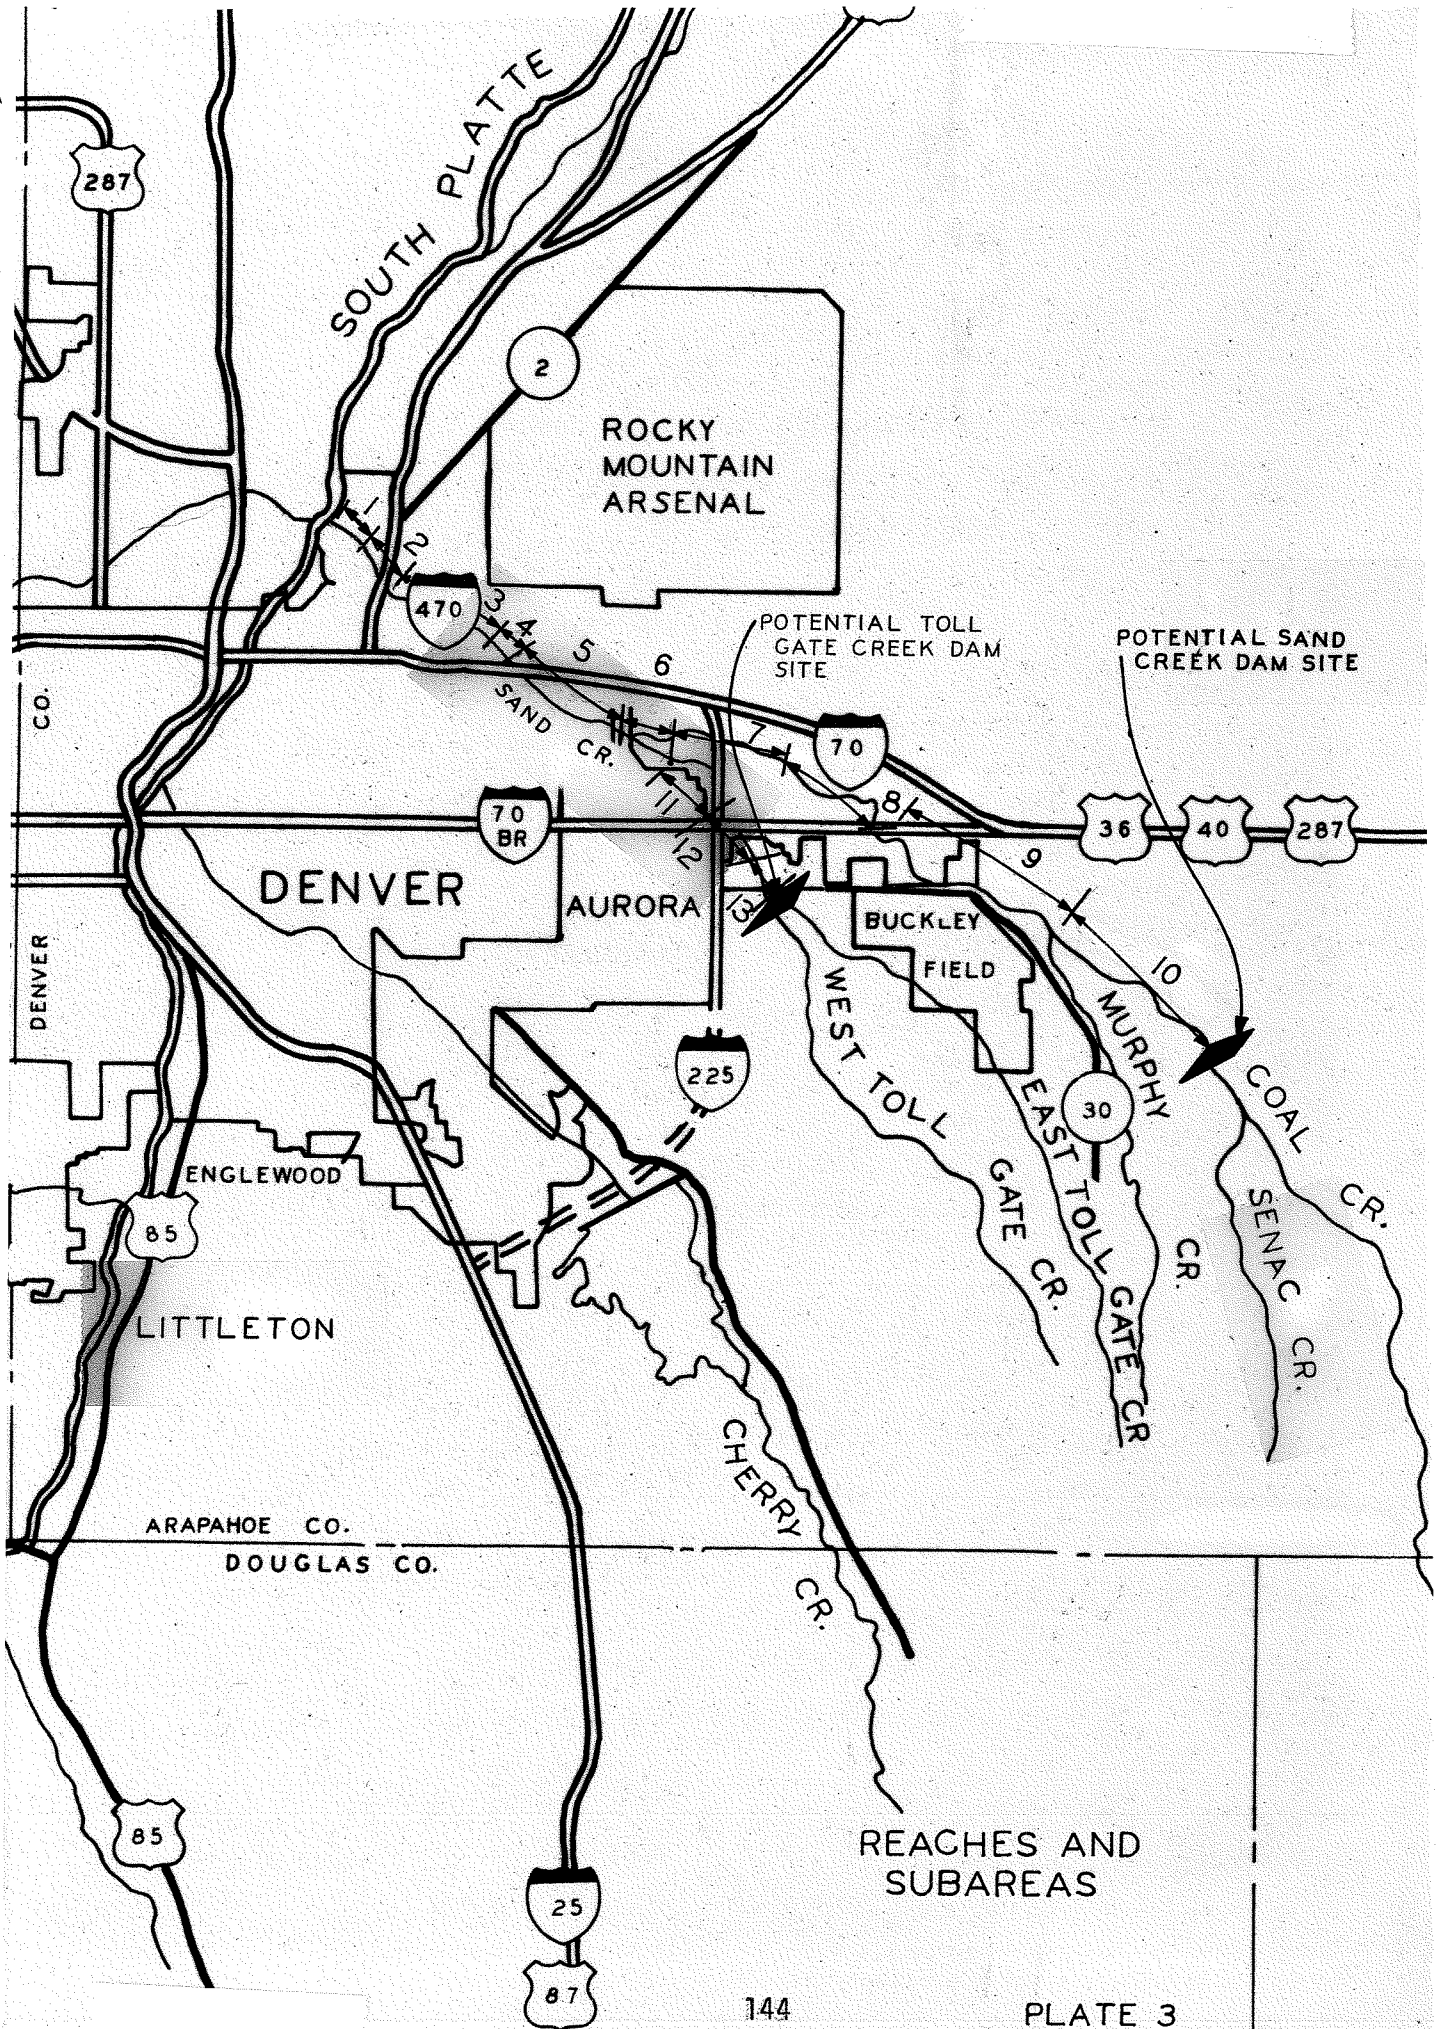 287
SOUTH PLATTE
2
ROCKY
MOUNTAIN
ARSENAL
1
2
470
3
4
5
6
POTENTIAL TOLL
GATE CREEK DAM
SITE
POTENTIAL SAND
CREEK DAM SITE
CO.
SAND CR.
7
70
8
11
70
BR
36
40
287
12
9
DENVER
AURORA
13
BUCKLEY
FIELD
10
DENVER
WEST TOLL GATE CR.
MURPHY CR.
225
EAST TOLL GATE CR
30
COAL CR.
ENGLEWOOD
SENAC CR.
85
LITTLETON
CHERRY CR.
ARAPAHOE CO.
DOUGLAS CO.
85
REACHES AND
SUBAREAS
25
87
144
PLATE 3